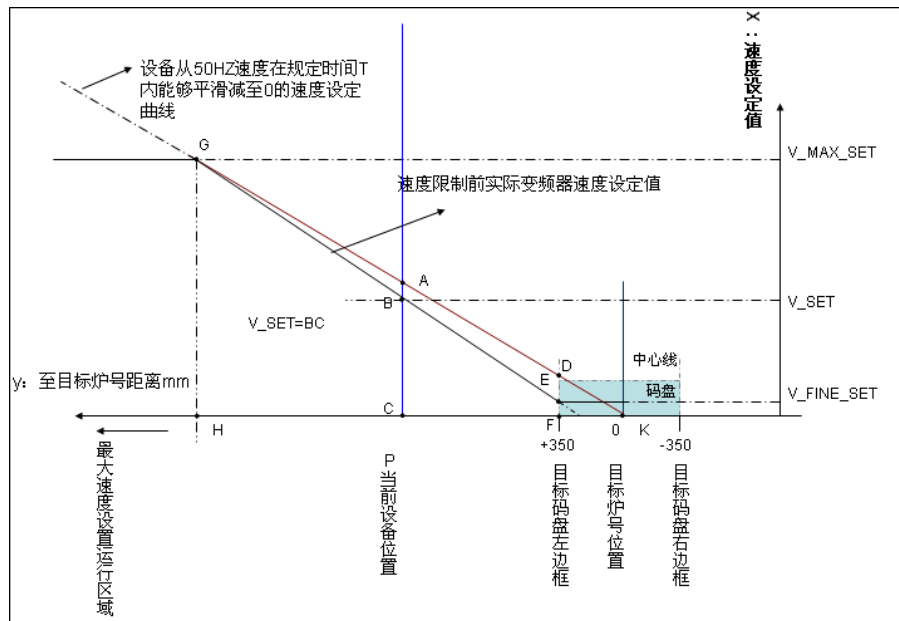 X：速度设定值
设备从50HZ速度在规定时间T
内能够平滑减至0的速度设定
曲线
G
V_MAX_SET
速度限制前实际变频器速度设定值
A
B
V_SET
V_SET=BC
D
中心线
E
y：至目标炉号距离mm
码盘
V_FINE_SET
C
H
F
0
K
+350
-350
最大速度设置运行区域
P当前设备位置
目标码盘左边框
目标炉号位置
目标码盘右边框